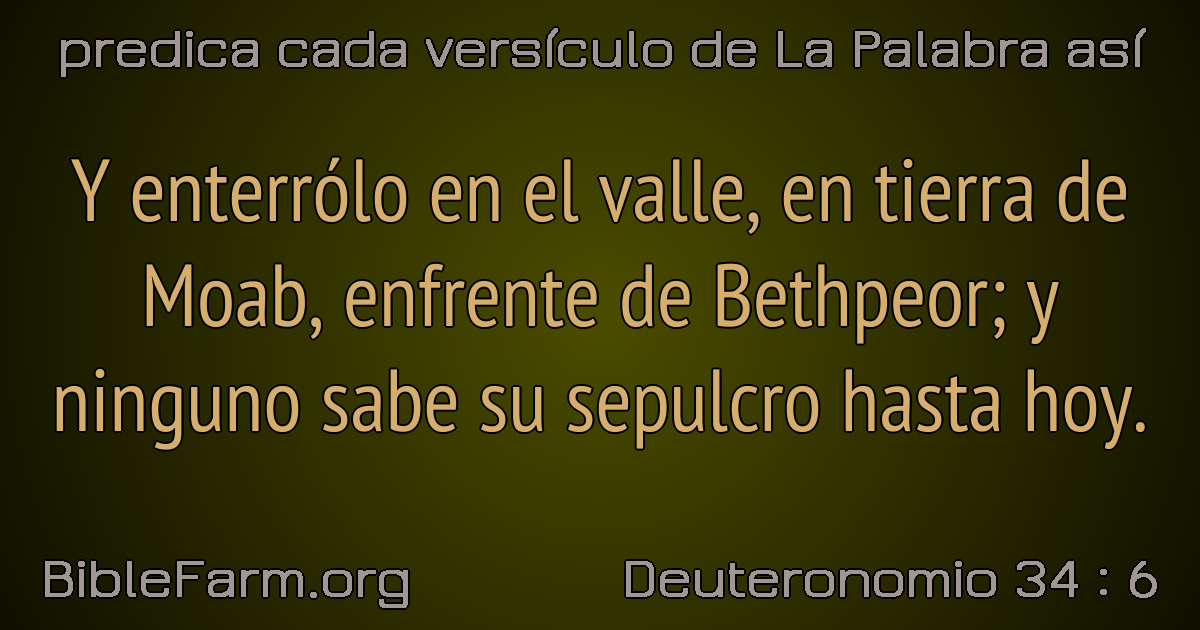 predica cada versículo de La Palabra así
Y enterrólo en el valle, en tierra de
Moab, enfrente de Bethpeor; y
ninguno sabe su sepulcro hasta hoy.
BibleFarm.org
Deuteronomio 34 : 6